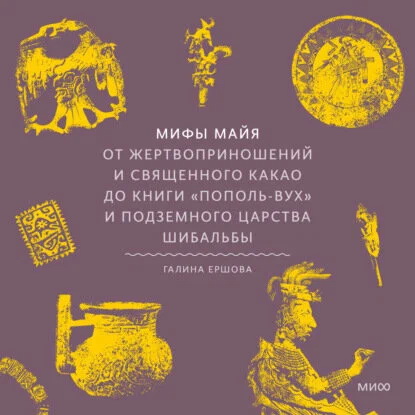 МИФЫ МАЙЯ
ОТ ЖЕРТВОПРИНОШЕНИЙ
И СВЯЩЕННОГО КАКАО
ДО КНИГИ «ПОПОЛЬ-ВУХ»
И ПОДЗЕМНОГО ЦАРСТВА
ШИБАЛЬБЫ
ГАЛИНА ЕРШОВА
МИФ